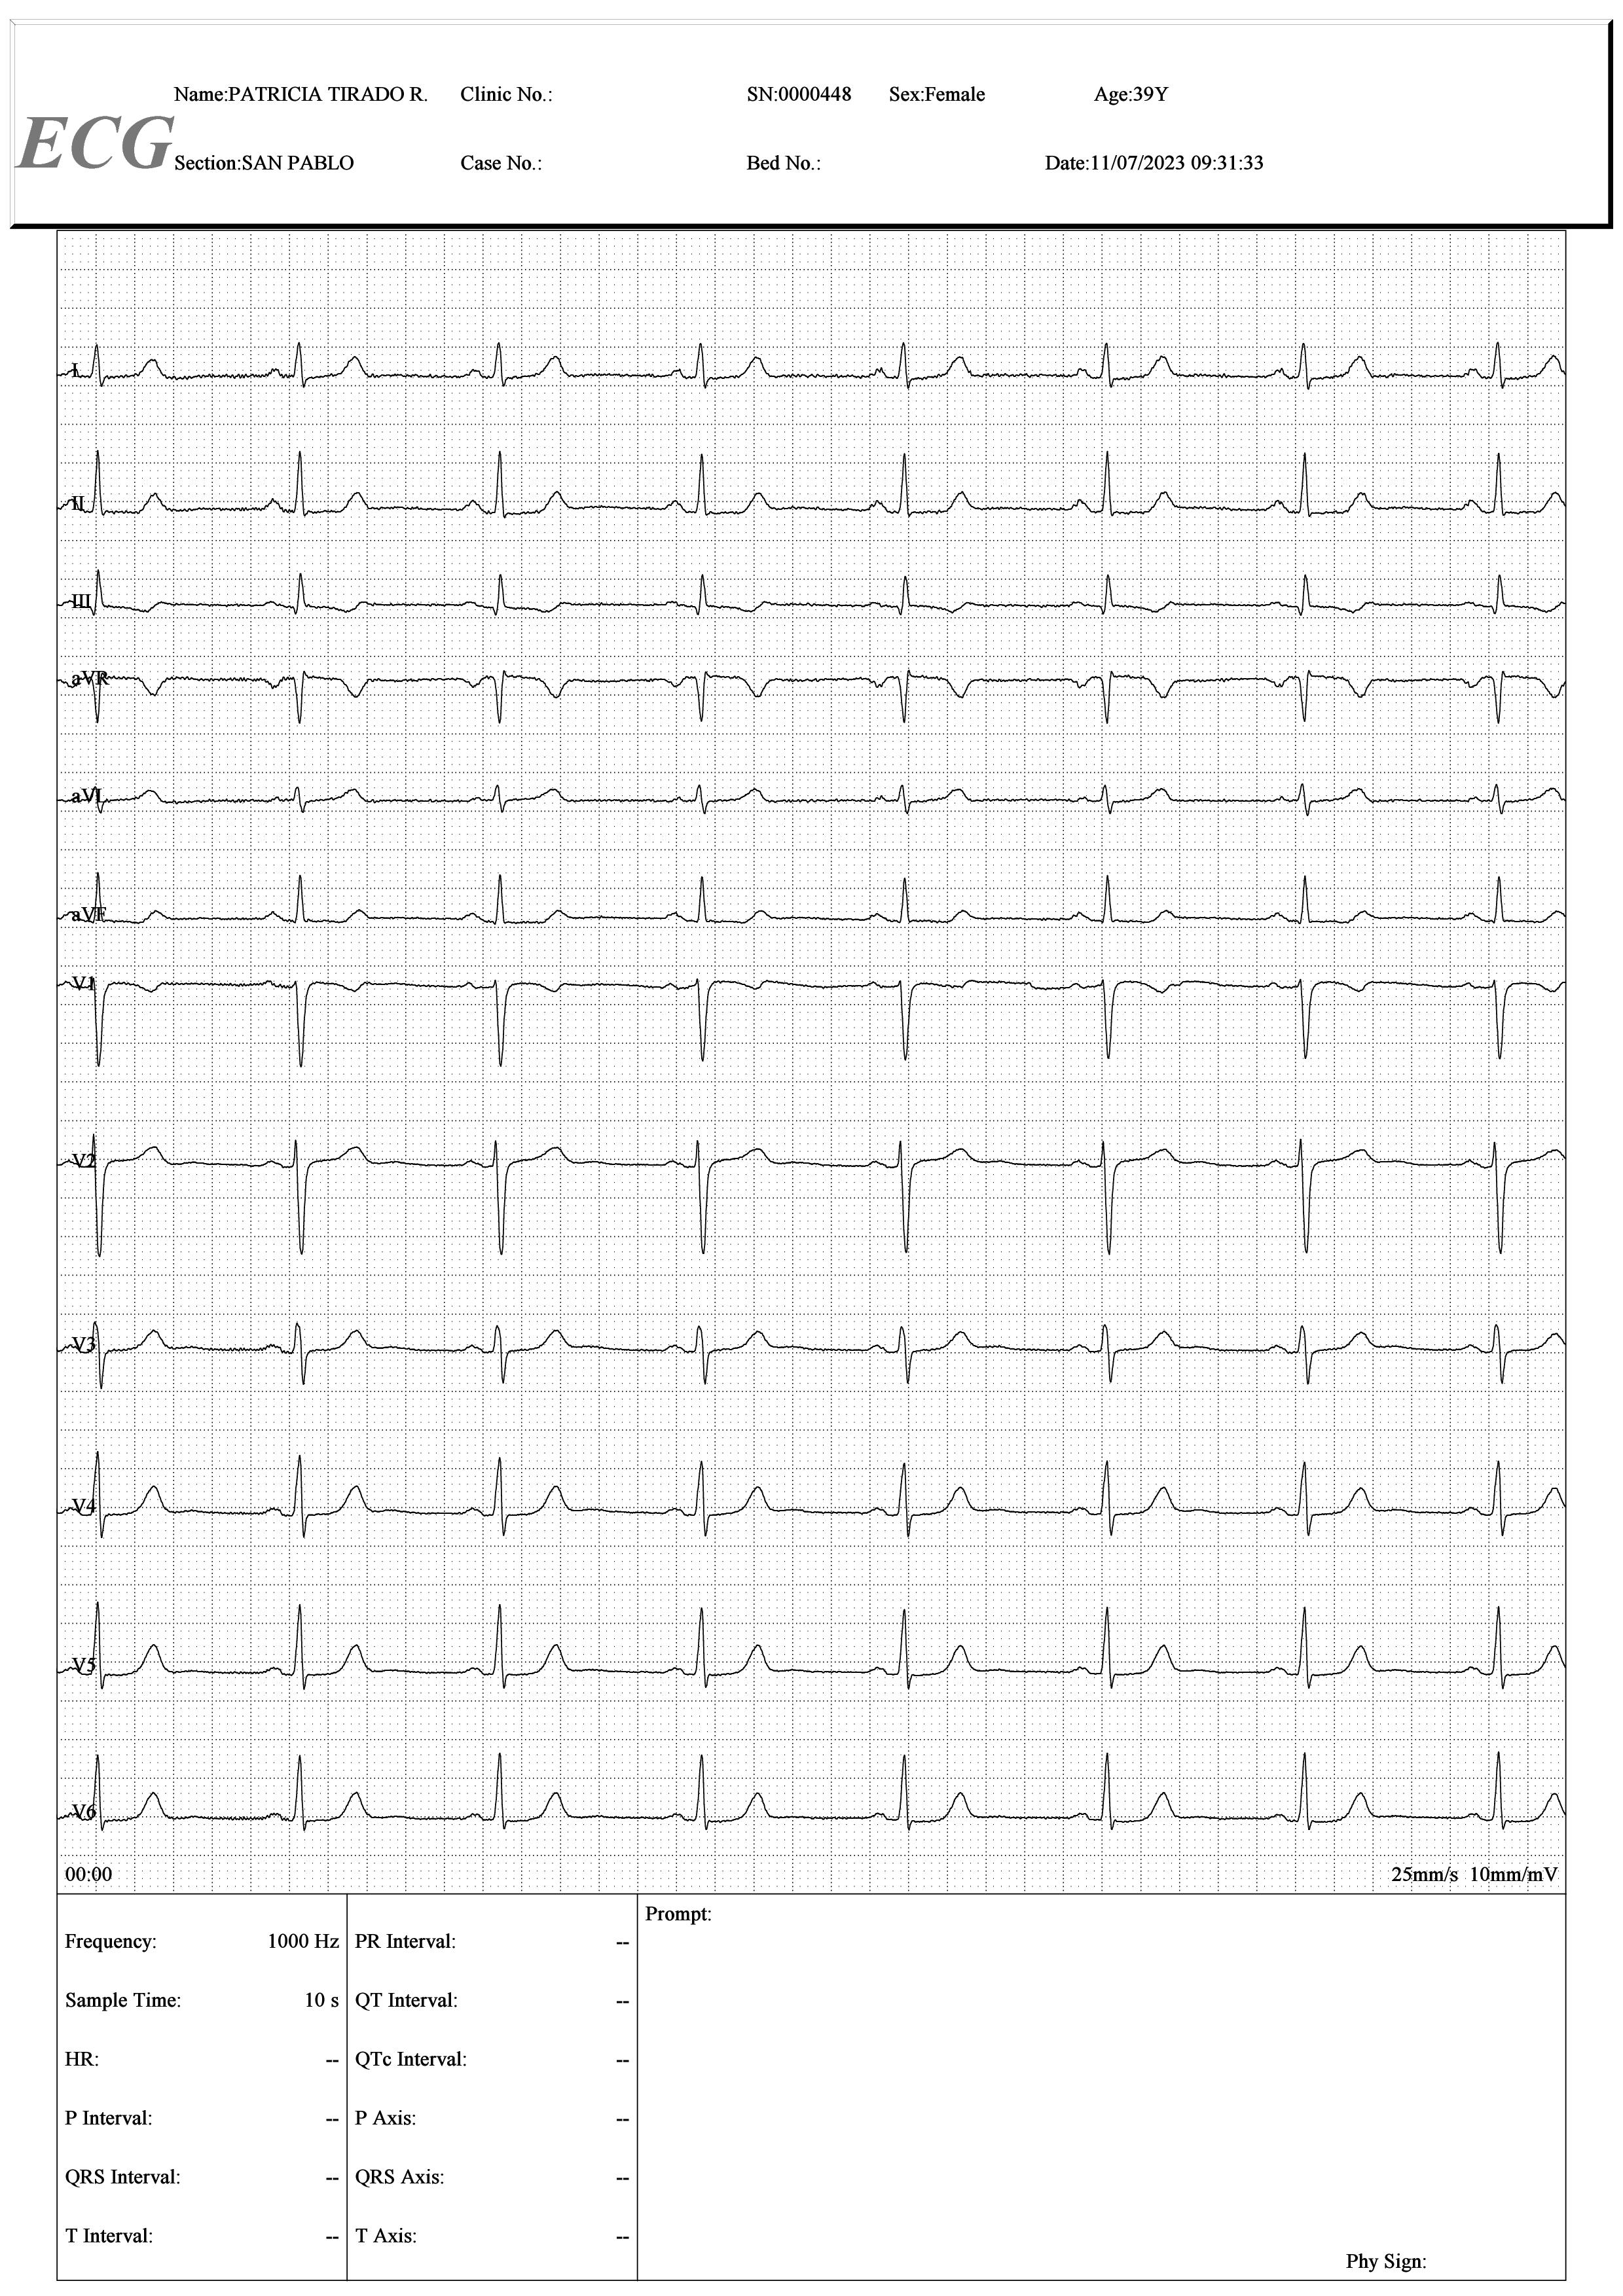 ECG
Name:PATRICIA TIRADO R. Clinic No.: SN:0000448 Sex:Female Age:39Y
Section:SAN PABLO Case No.: Bed No.: Date:11/07/2023 09:31:33
I
II
III
aVR
aVL
aVF
V1
V2
V3
V4
V5
V6
00:00 25mm/s 10mm/mV
Frequency: 1000 Hz PR Interval: -- Prompt:
Sample Time: 10 s QT Interval: --
HR: -- QTc Interval: --
P Interval: -- P Axis: --
QRS Interval: -- QRS Axis: --
T Interval: -- T Axis: --
Phy Sign: